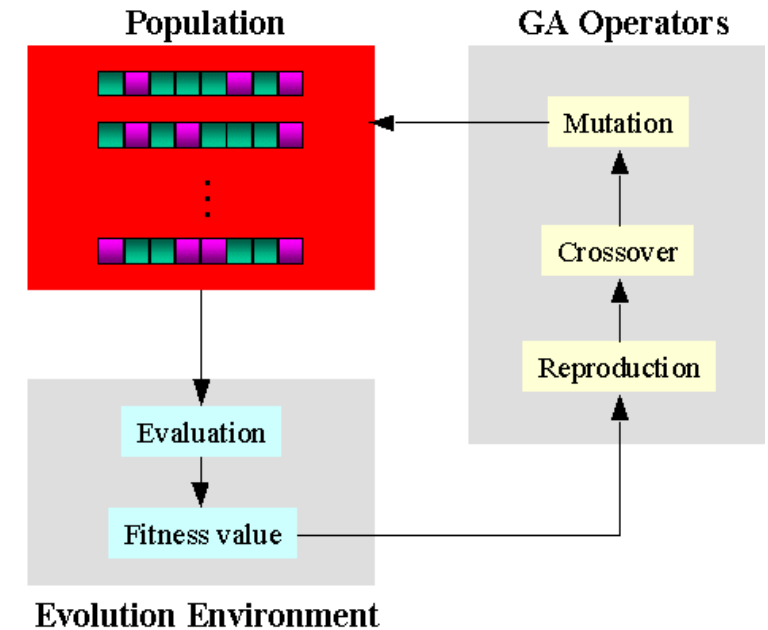 Population
GA Operators
Mutation
Crossover
Reproduction
Evaluation
Fitness value
Evolution Environment